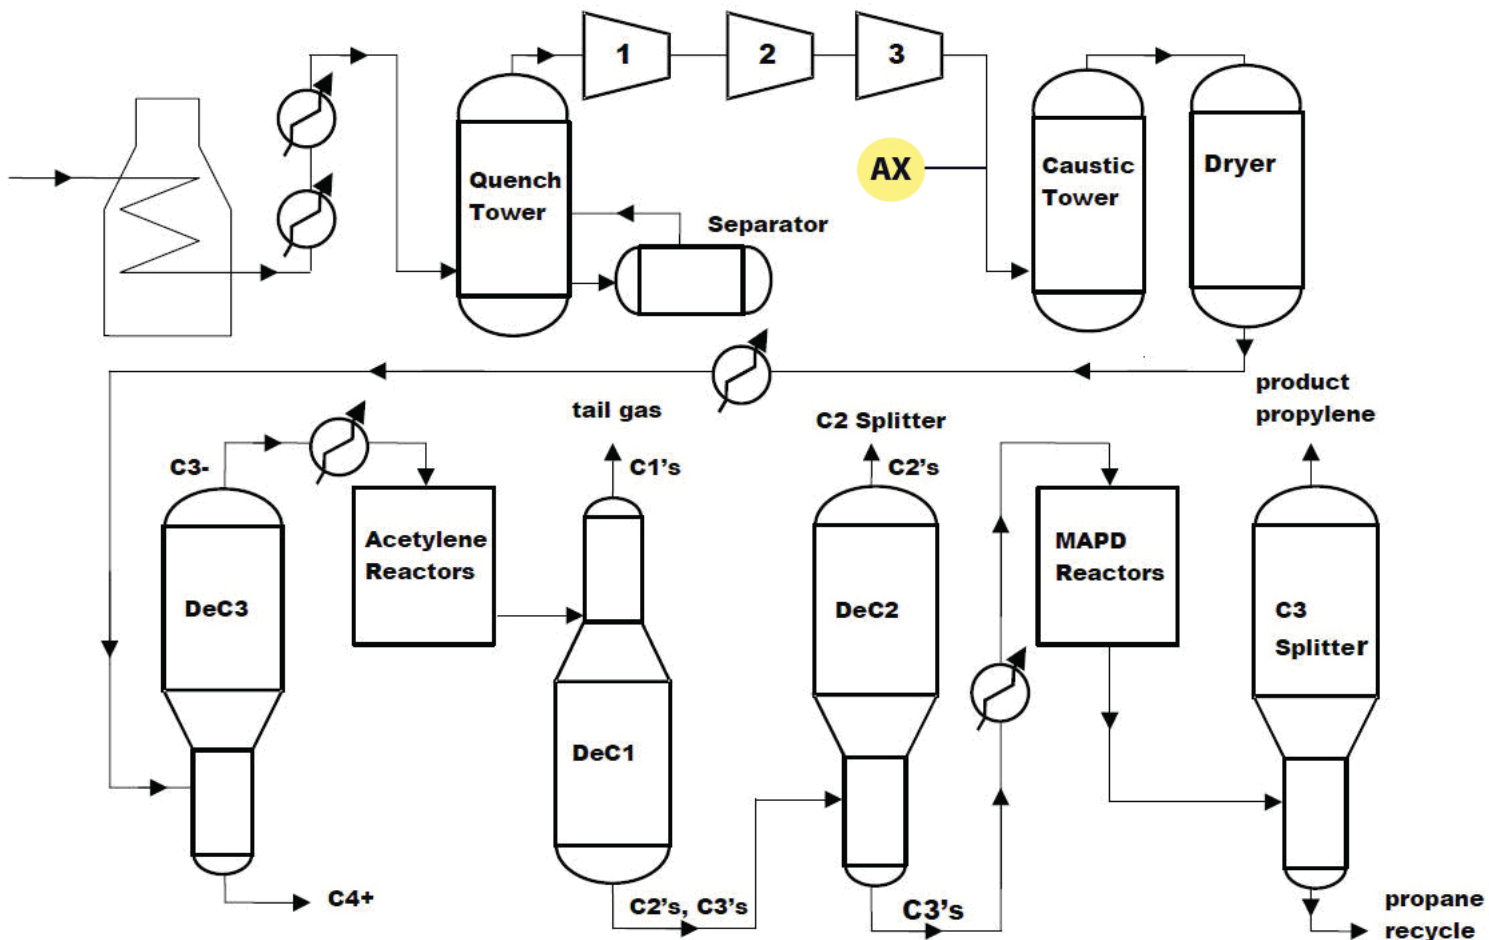 1
2
3
AX
Quench
Tower
Separator
Caustic
Tower
Dryer
tail gas
C1's
C2 Splitter
C2's
product
propylene
C3-
DeC3
Acetylene
Reactors
DeC1
DeC2
MAPD
Reactors
C3
Splitter
C4+
C2's, C3's
C3's
propane
recycle